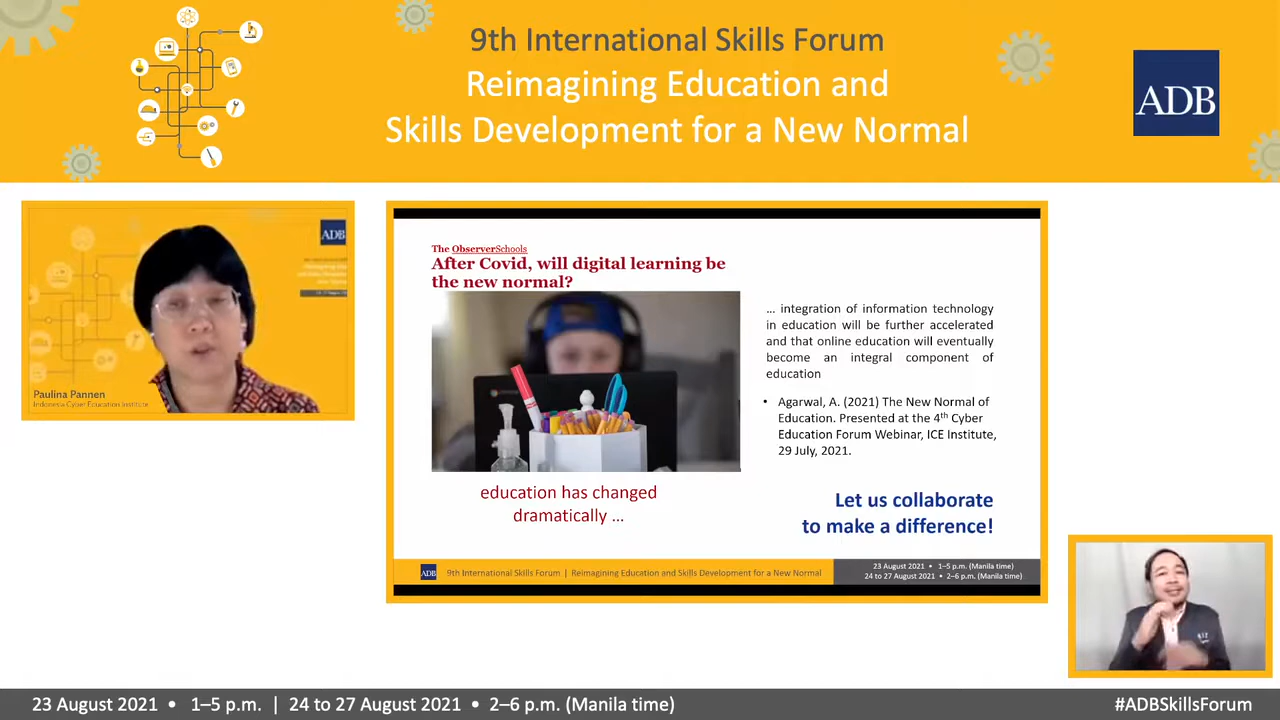 9th International Skills Forum
Reimagining Education and
Skills Development for a New Normal
ADB
ADB
Paulina Pannen
Indonesia Cyber Education Institute
The ObserverSchools
After Covid, will digital learning be
the new normal?
... integration of information technology
in education will be further accelerated
and that online education will eventually
become an integral component of
education
• Agarwal, A. (2021) The New Normal of
Education. Presented at the 4th Cyber
Education Forum Webinar, ICE Institute,
29 July, 2021.
education has changed
dramatically ...
Let us collaborate
to make a difference!
ADB
9th International Skills Forum | Reimagining Education and Skills Development for a New Normal
23 August 2021 • 1–5 p.m. (Manila time)
24 to 27 August 2021 • 2–6 p.m. (Manila time)
23 August 2021 • 1–5 p.m. | 24 to 27 August 2021 • 2–6 p.m. (Manila time)
#ADBSkillsForum